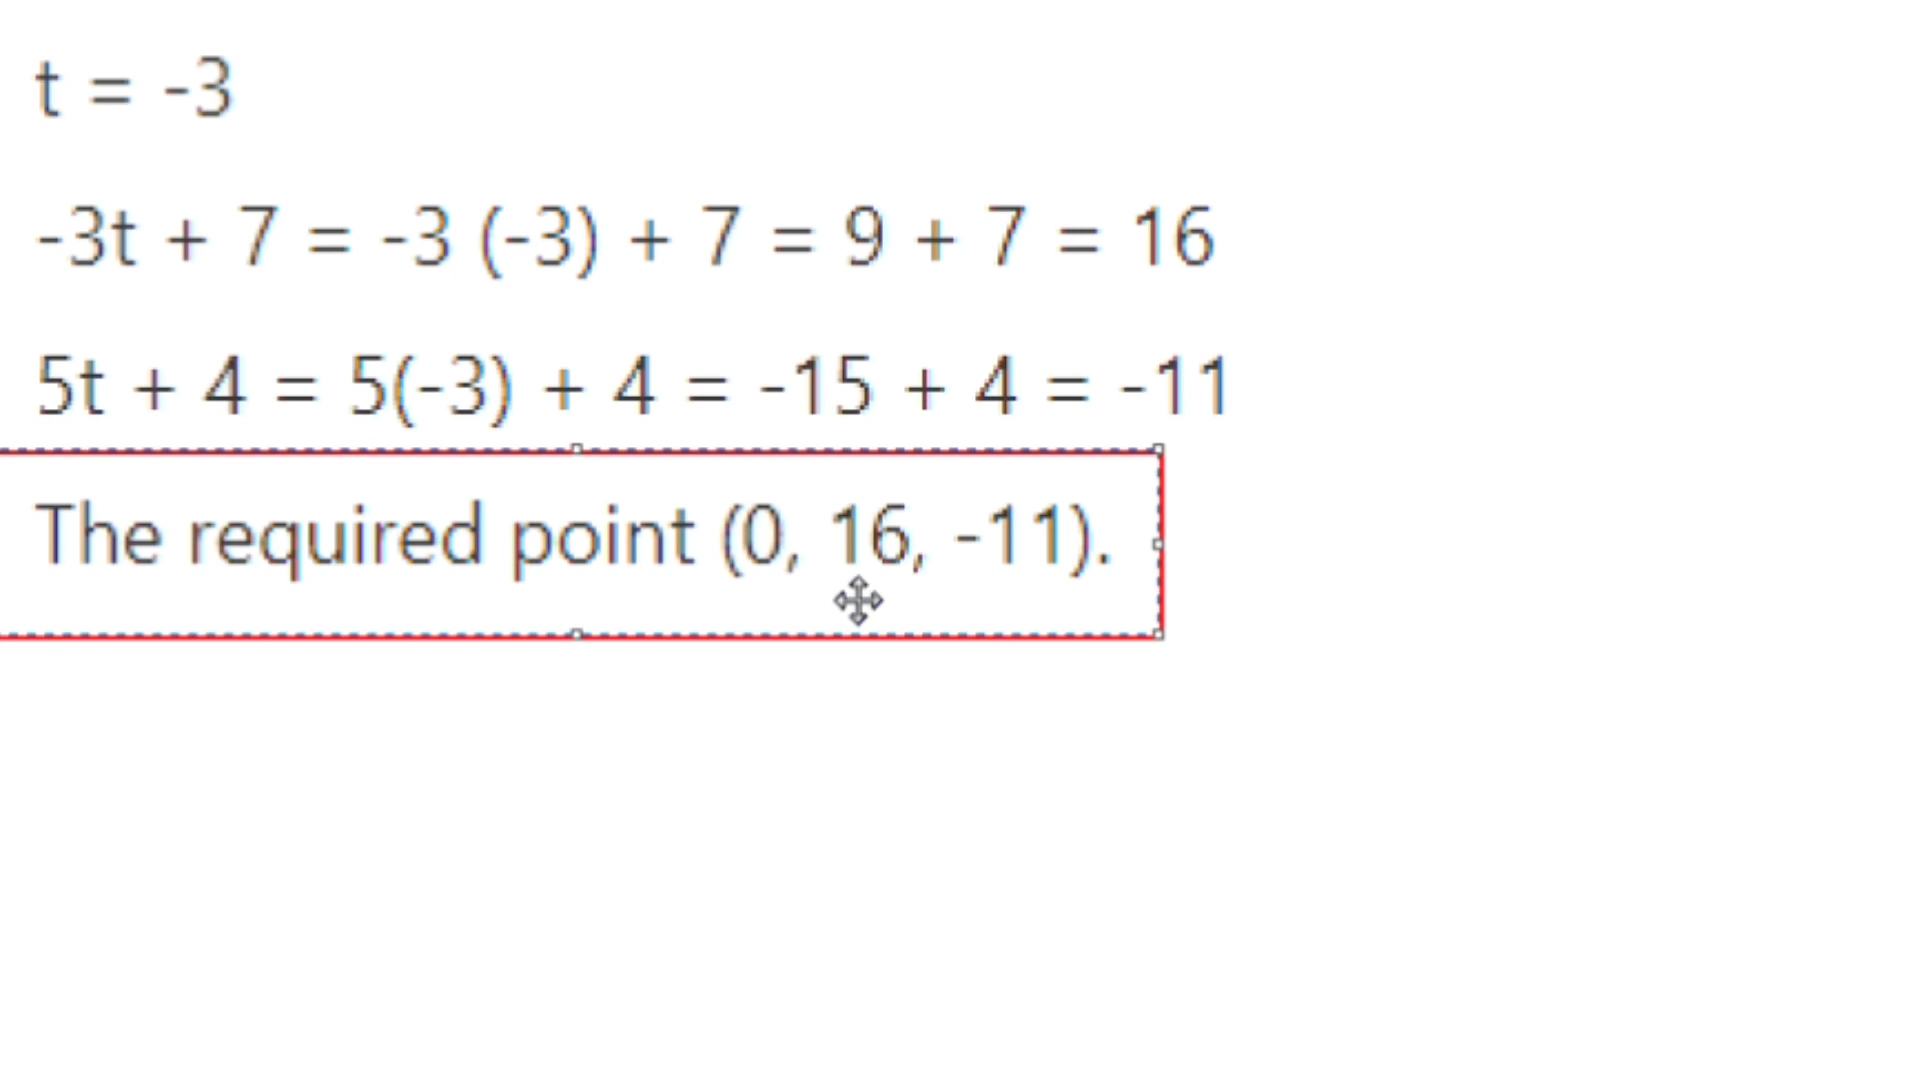 t = -3
-3t + 7 = -3 (-3) + 7 = 9 + 7 = 16
5t + 4 = 5(-3) + 4 = -15 + 4 = -11
The required point (0, 16, -11).